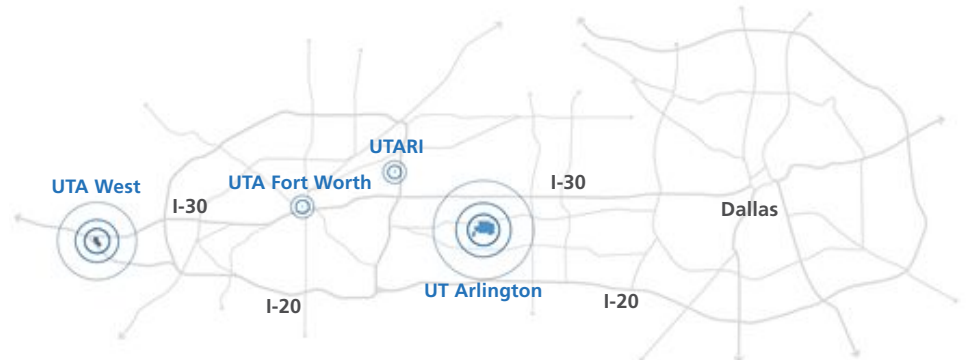 UTARI
UTA West
UTA Fort Worth
I-30
I-30
Dallas
UT Arlington
I-20
I-20